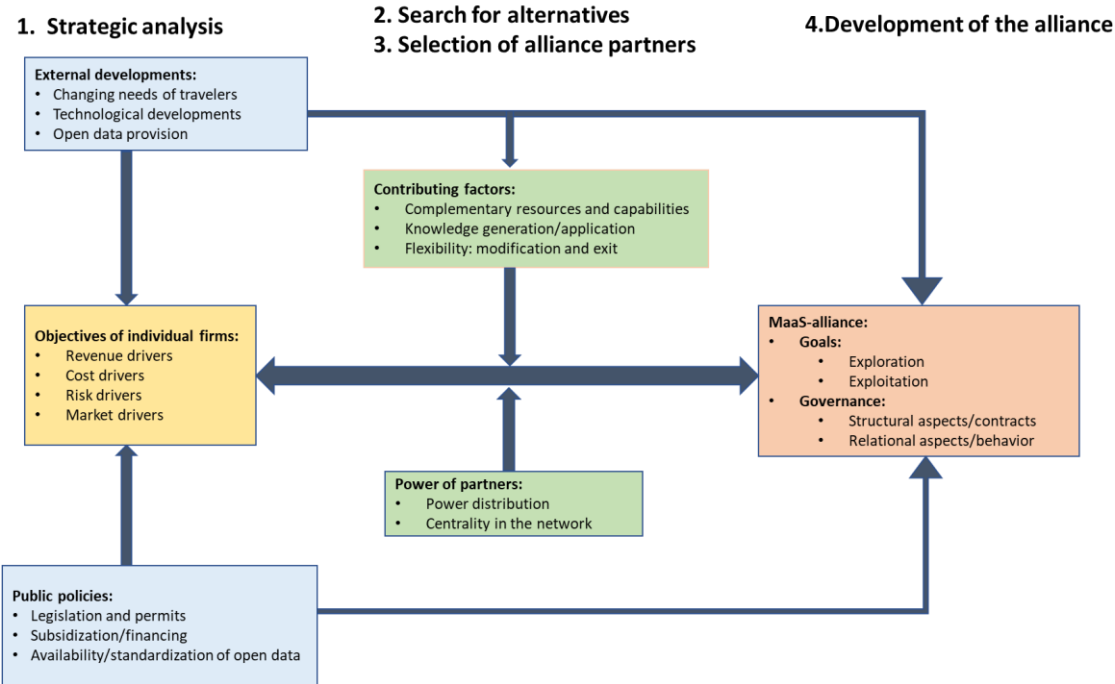 1. Strategic analysis
2. Search for alternatives
3. Selection of alliance partners
4.Development of the alliance
External developments:
• Changing needs of travelers
• Technological developments
• Open data provision
Contributing factors:
• Complementary resources and capabilities
• Knowledge generation/application
• Flexibility: modification and exit
Objectives of individual firms:
• Revenue drivers
• Cost drivers
• Risk drivers
• Market drivers
MaaS-alliance:
• Goals:
• Exploration
• Exploitation
• Governance:
• Structural aspects/contracts
• Relational aspects/behavior
Power of partners:
• Power distribution
• Centrality in the network
Public policies:
• Legislation and permits
• Subsidization/financing
• Availability/standardization of open data